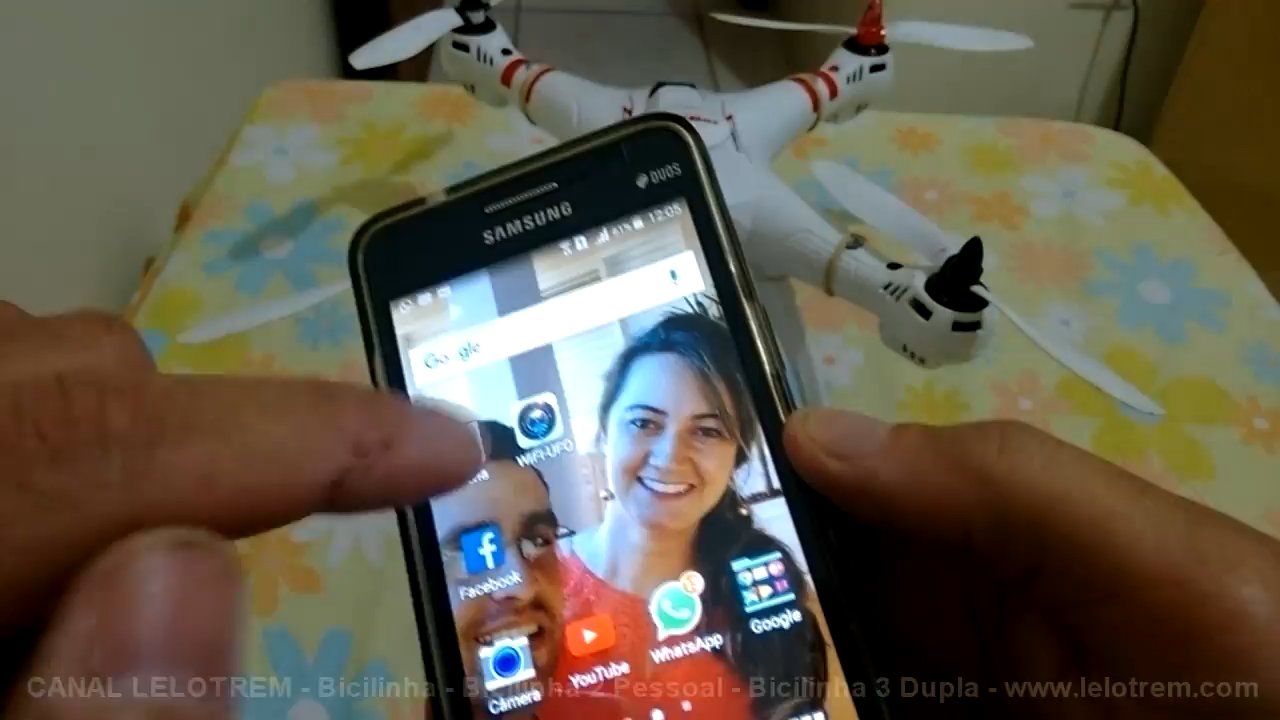 DUOS
SAMSUNG
12:05
Google
WiFi-UFO
Facebook
Google
WhatsApp
YouTube
Câmera
CANAL LELOTREM - Bicilinha - Bicilinha 2 Pessoal - Bicilinha 3 Dupla - www.lelotrem.com